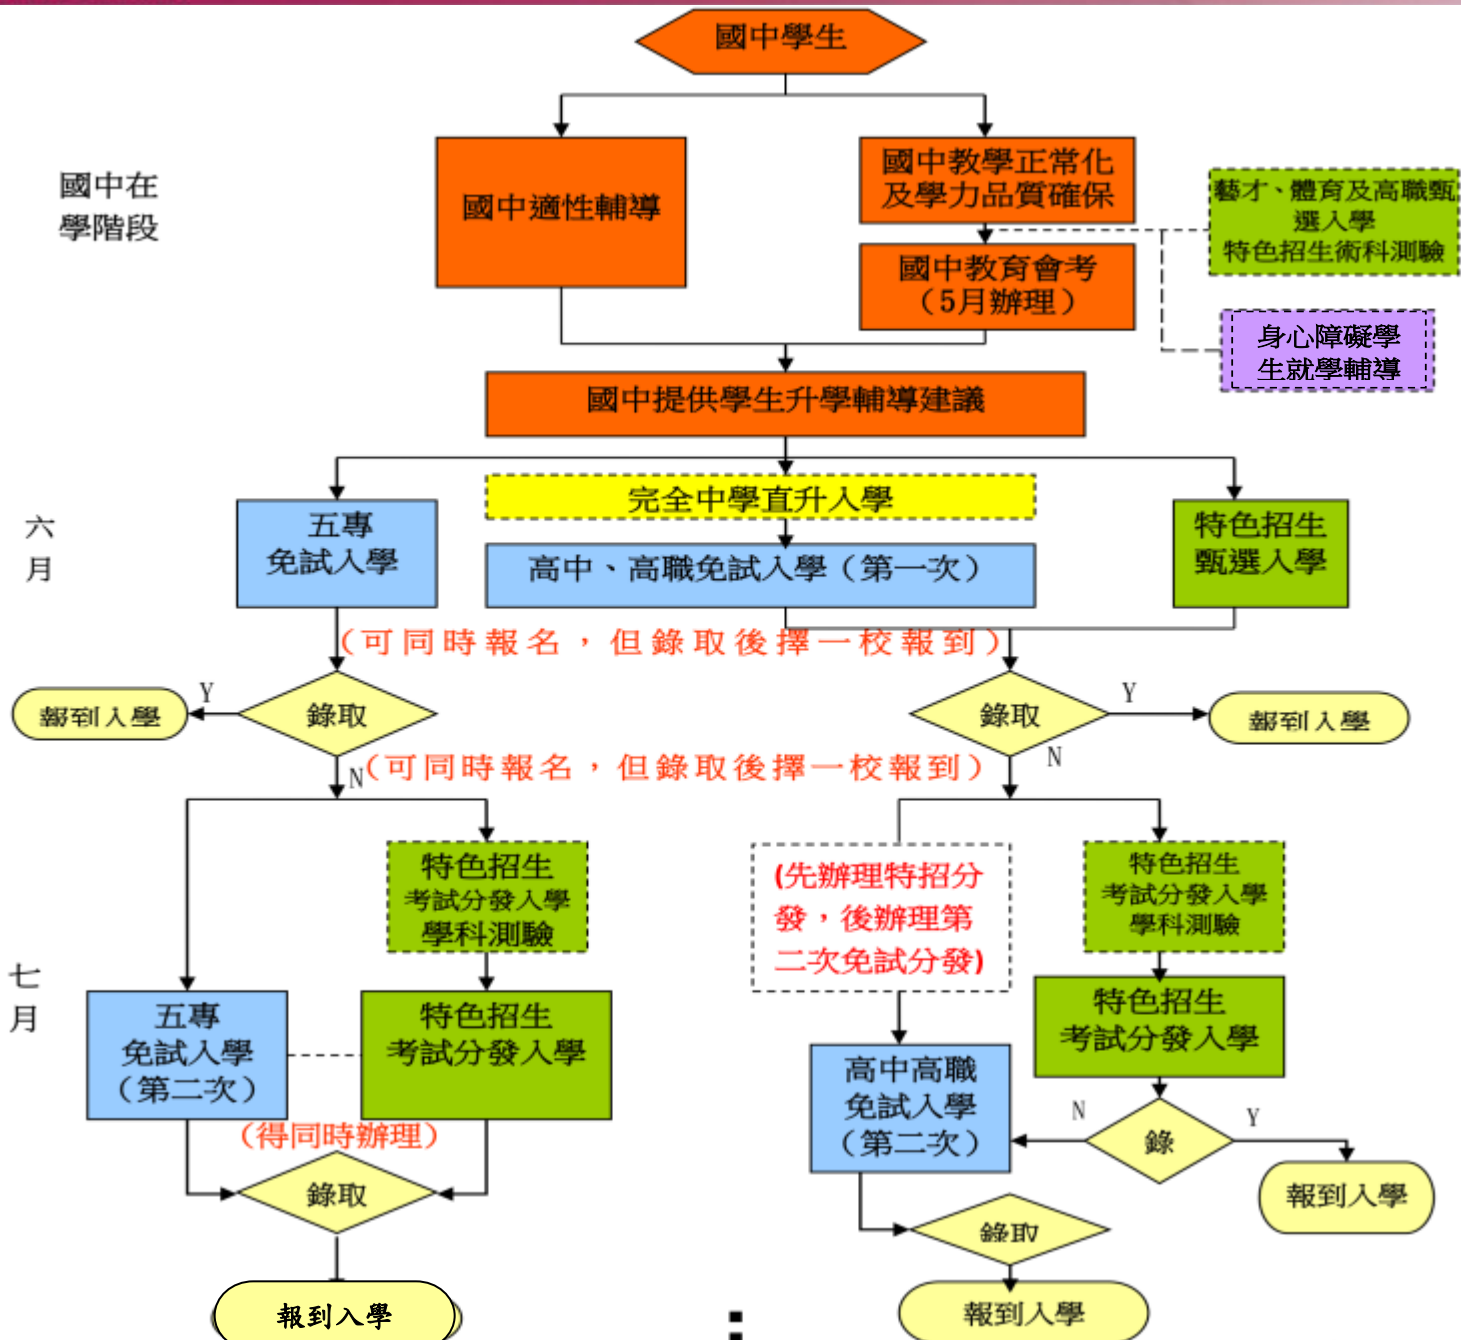 國中學生
國中在
學階段
國中適性輔導
國中教學正常化
及學力品質確保
藝才、體育及高職甄
選入學
特色招生術科測驗
國中教育會考
（5月辦理）
身心障礙學
生就學輔導
國中提供學生升學輔導建議
六
月
五專
免試入學
完全中學直升入學
高中、高職免試入學（第一次）
特色招生
甄選入學
（可同時報名，但錄取後擇一校報到）
報到入學
Y
錄取
錄取
Y
報到入學
N
（可同時報名，但錄取後擇一校報到）
N
特色招生
考試分發入學
學科測驗
(先辦理特招分
發，後辦理第
二次免試分發)
特色招生
考試分發入學
學科測驗
七
月
五專
免試入學
（第二次）
特色招生
考試分發入學
特色招生
考試分發入學
高中高職
免試入學
（第二次）
（得同時辦理）
N
錄
Y
錄取
報到入學
錄取
報到入學
報到入學